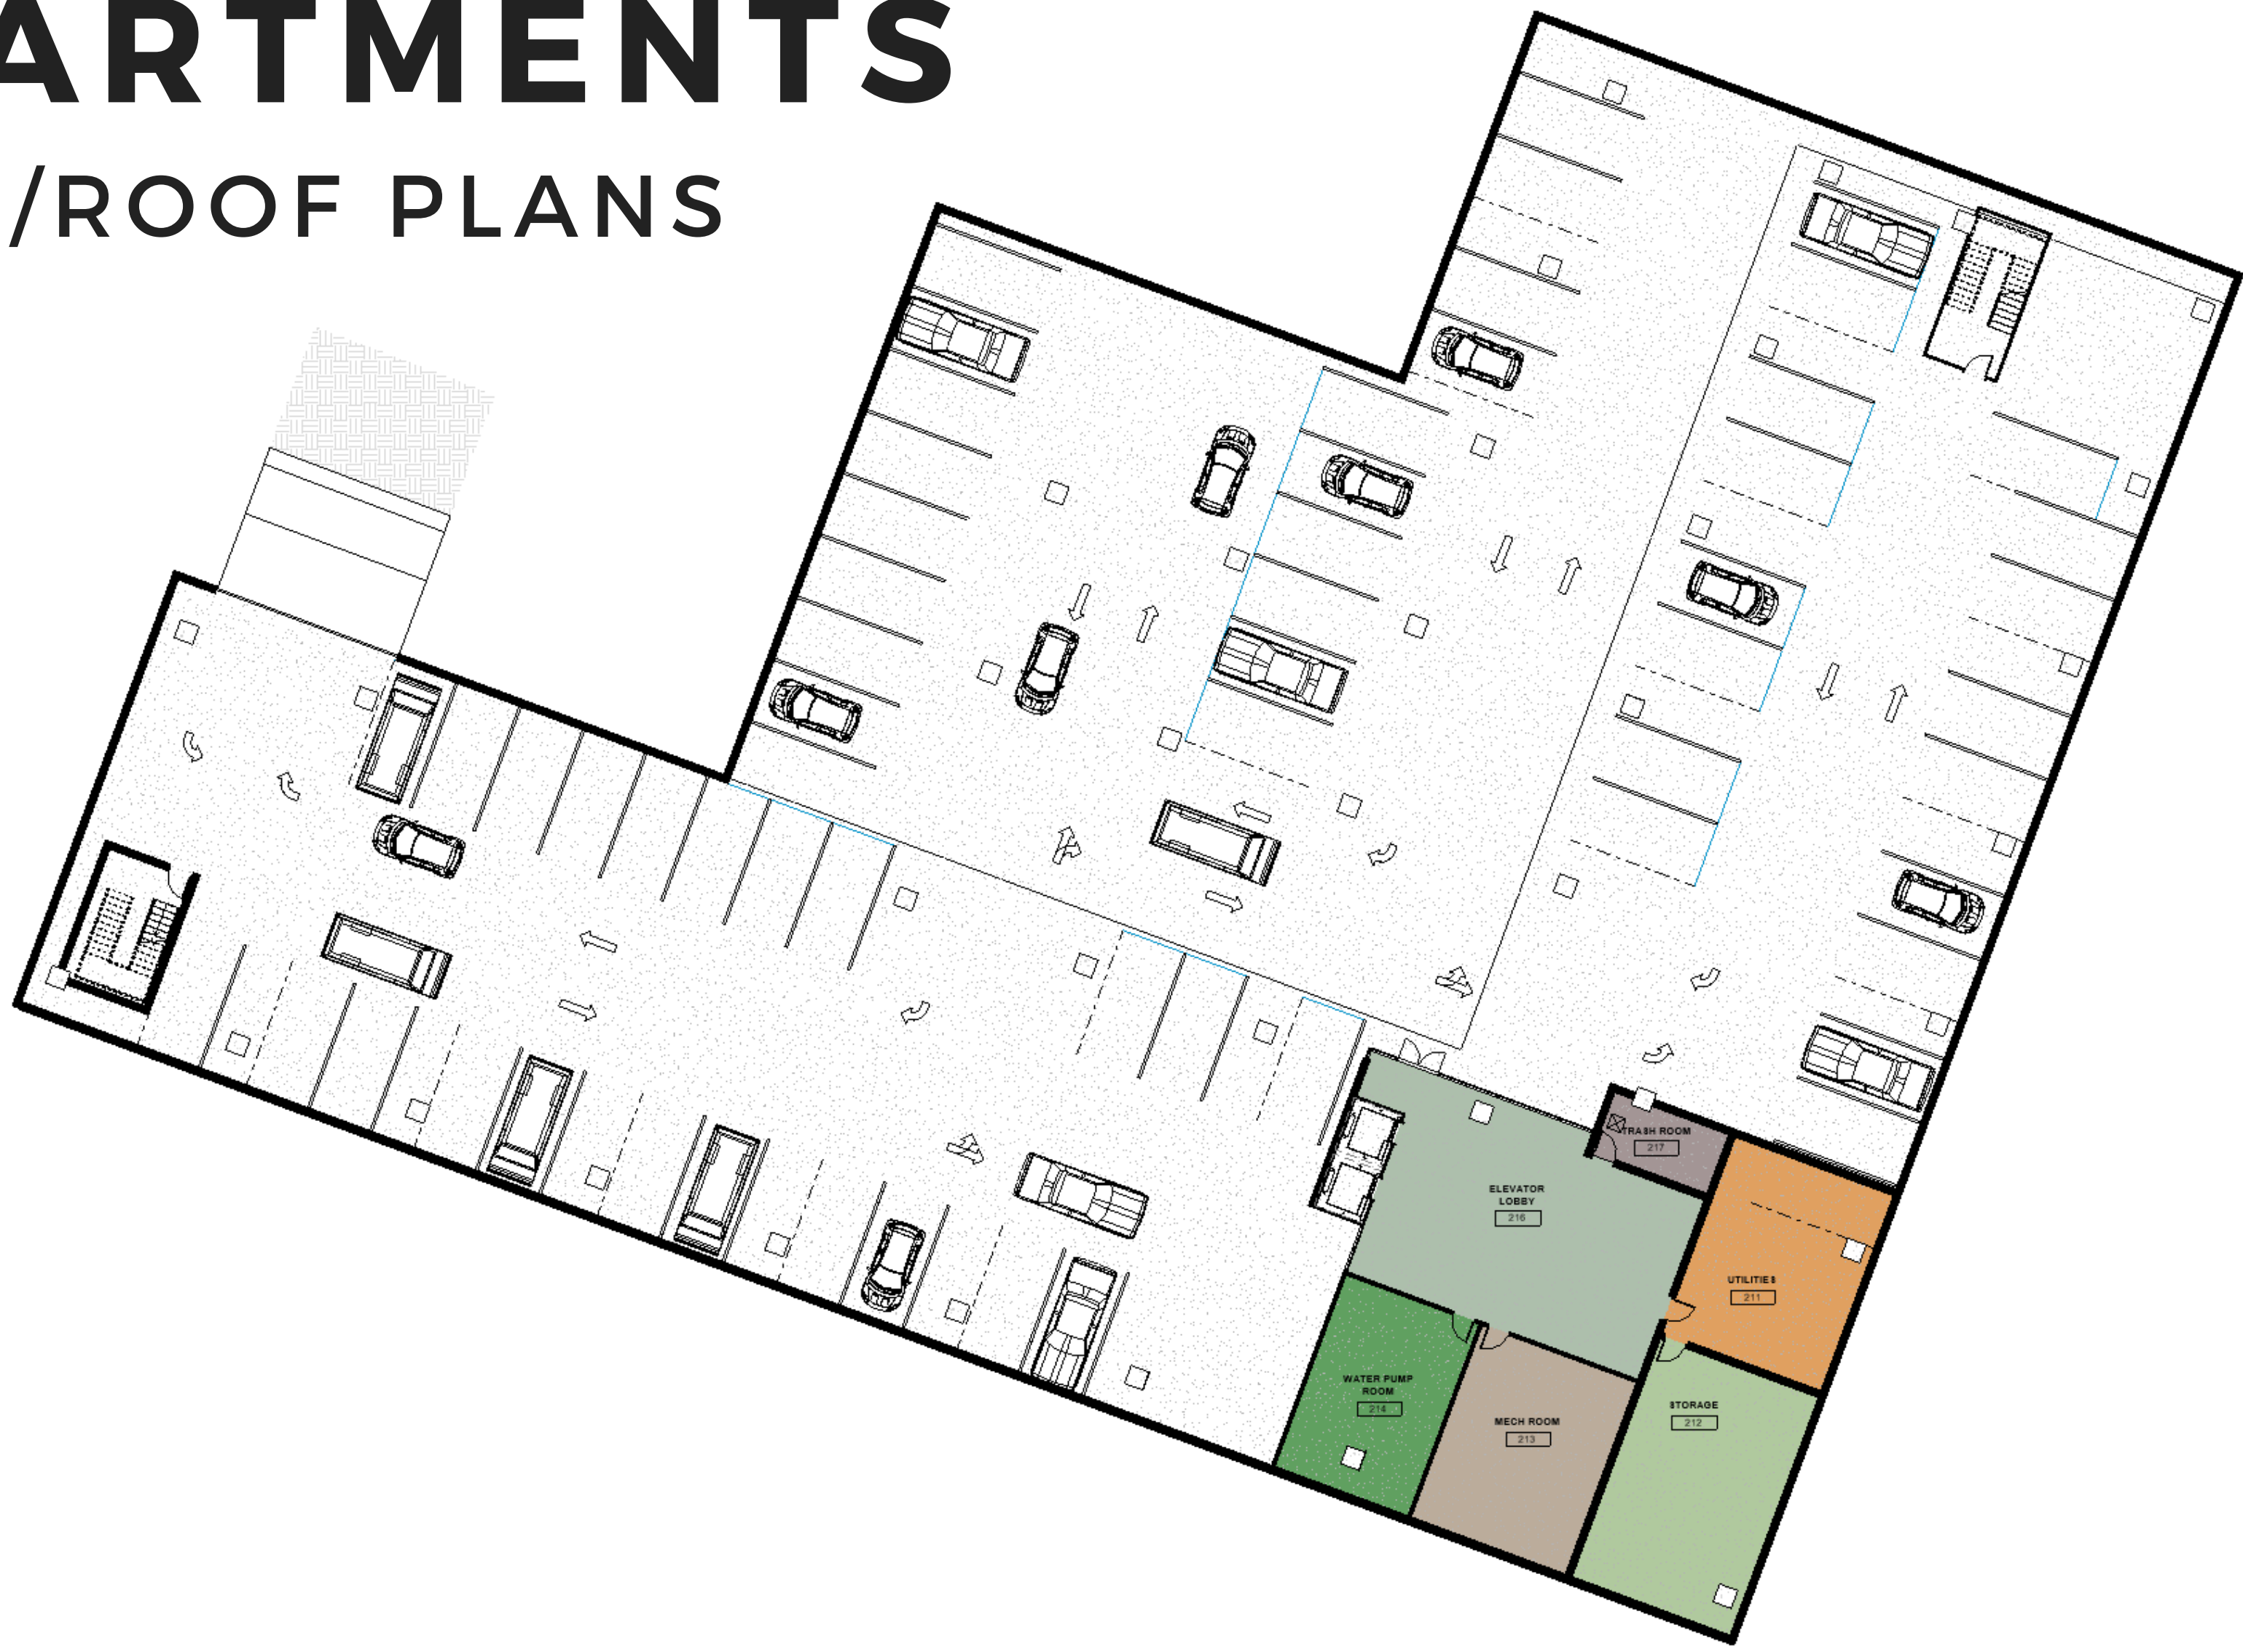 ARTMENTS
/ROOF PLANS
TRASH ROOM
217
ELEVATOR
LOBBY
216
UTILITIES
211
WATER PUMP
ROOM
214
STORAGE
212
MECH ROOM
213